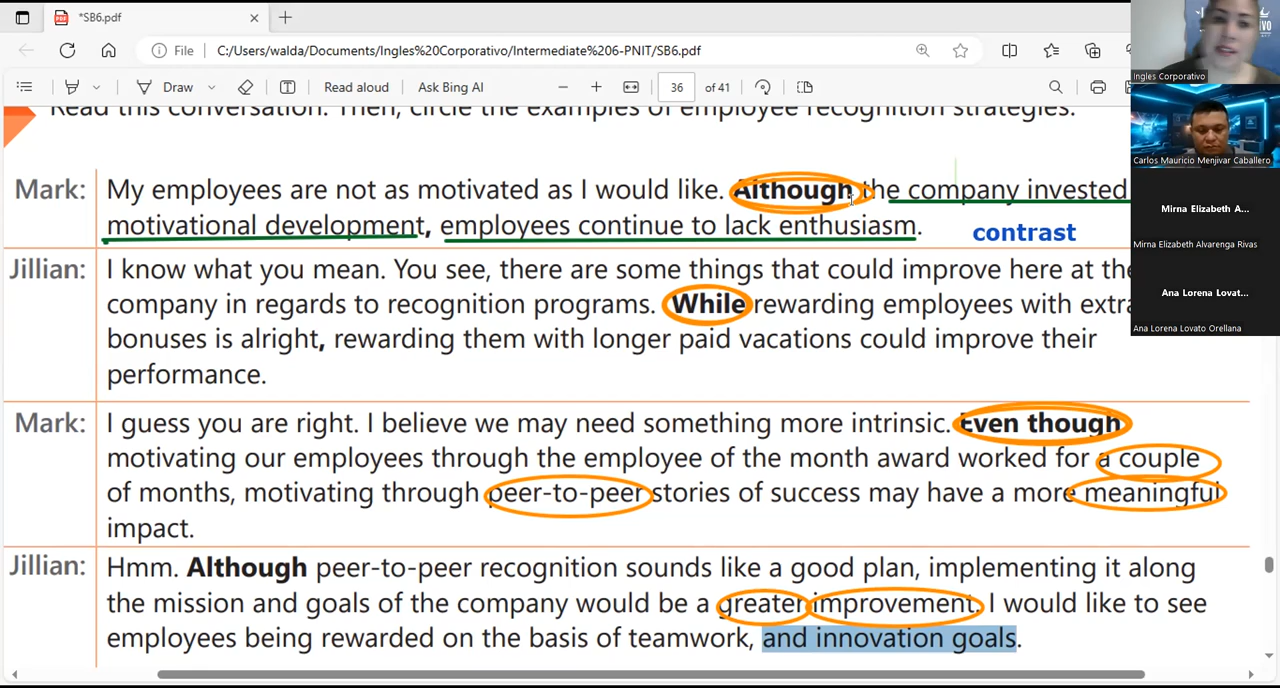 *SB6.pdf
File C:/Users/walda/Documents/Ingles%20Corporativo/Intermediate%206-PNIT/SB6.pdf
Draw Read aloud Ask Bing AI 36 of 41
Ingles Corporativo
Read this conversation. Then, circle the examples of employee recognition strategies.
Carlos Mauricio Menjivar Caballero
Mark: My employees are not as motivated as I would like. Although the company invested
motivational development, employees continue to lack enthusiasm.
contrast
Mirna Elizabeth A...
Mirna Elizabeth Alvarenga Rivas
Ana Lorena Lovat...
Ana Lorena Lovato Orellana
Jillian: I know what you mean. You see, there are some things that could improve here at the
company in regards to recognition programs. While rewarding employees with extra
bonuses is alright, rewarding them with longer paid vacations could improve their
performance.
Mark: I guess you are right. I believe we may need something more intrinsic. Even though
motivating our employees through the employee of the month award worked for a couple
of months, motivating through peer-to-peer stories of success may have a more meaningful
impact.
Jillian: Hmm. Although peer-to-peer recognition sounds like a good plan, implementing it along
the mission and goals of the company would be a greater improvement. I would like to see
employees being rewarded on the basis of teamwork, and innovation goals.